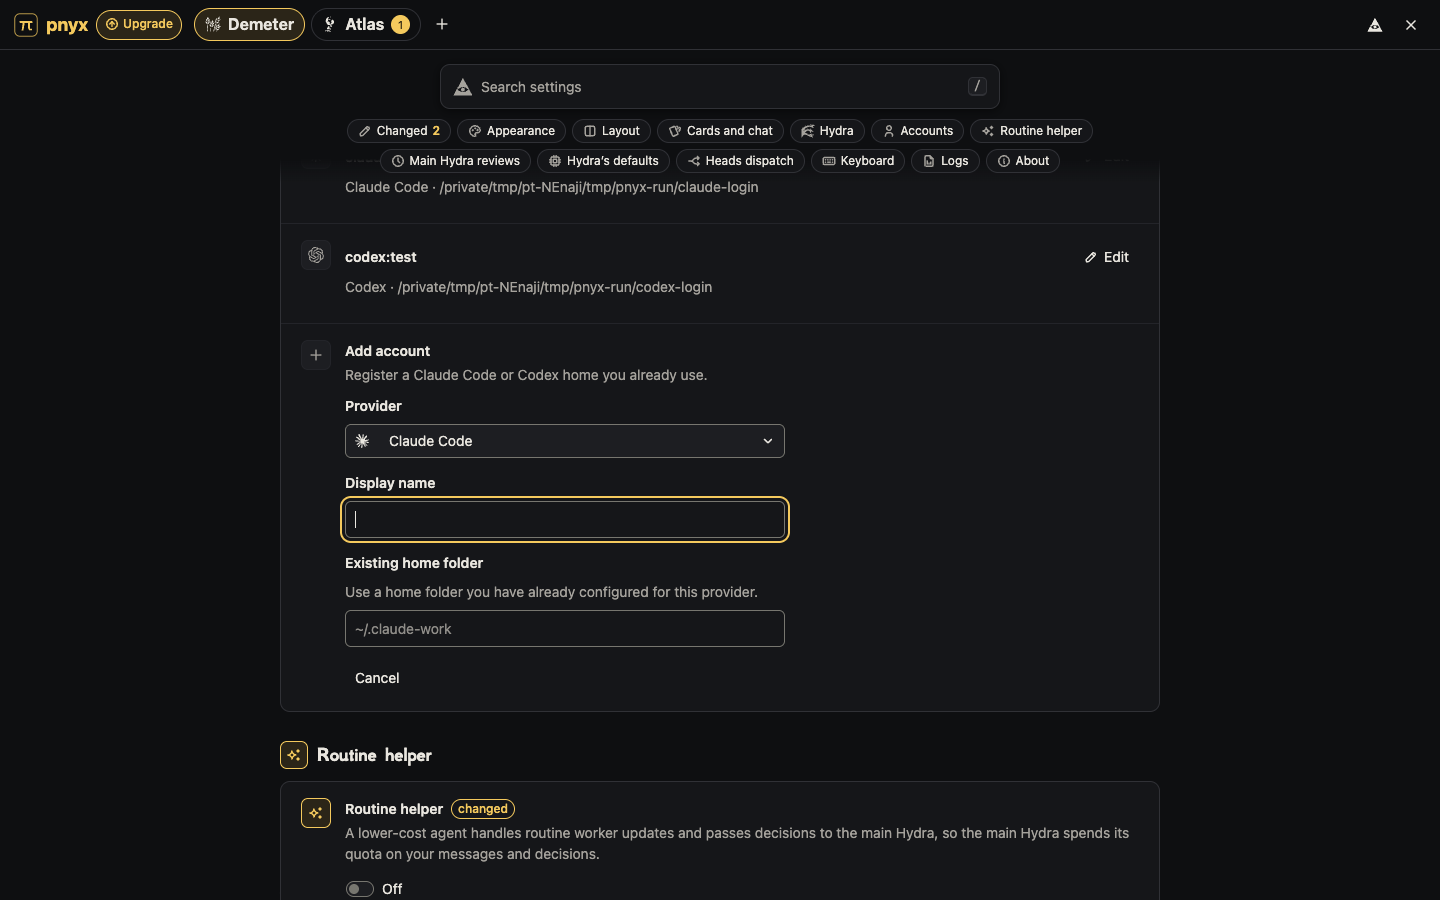 π pnyx Upgrade Demeter Atlas 1 +
Search settings /
Changed 2 Appearance Layout Cards and chat Hydra Accounts Routine helper
Main Hydra reviews Hydra's defaults Heads dispatch Keyboard Logs About
Claude Code · /private/tmp/pt-NEnaji/tmp/pnyx-run/claude-login
codex:test Edit
Codex · /private/tmp/pt-NEnaji/tmp/pnyx-run/codex-login
Add account
Register a Claude Code or Codex home you already use.
Provider
Claude Code
Display name
Existing home folder
Use a home folder you have already configured for this provider.
~/.claude-work
Cancel
Routine helper
Routine helper changed
A lower-cost agent handles routine worker updates and passes decisions to the main Hydra, so the main Hydra spends its
quota on your messages and decisions.
Off